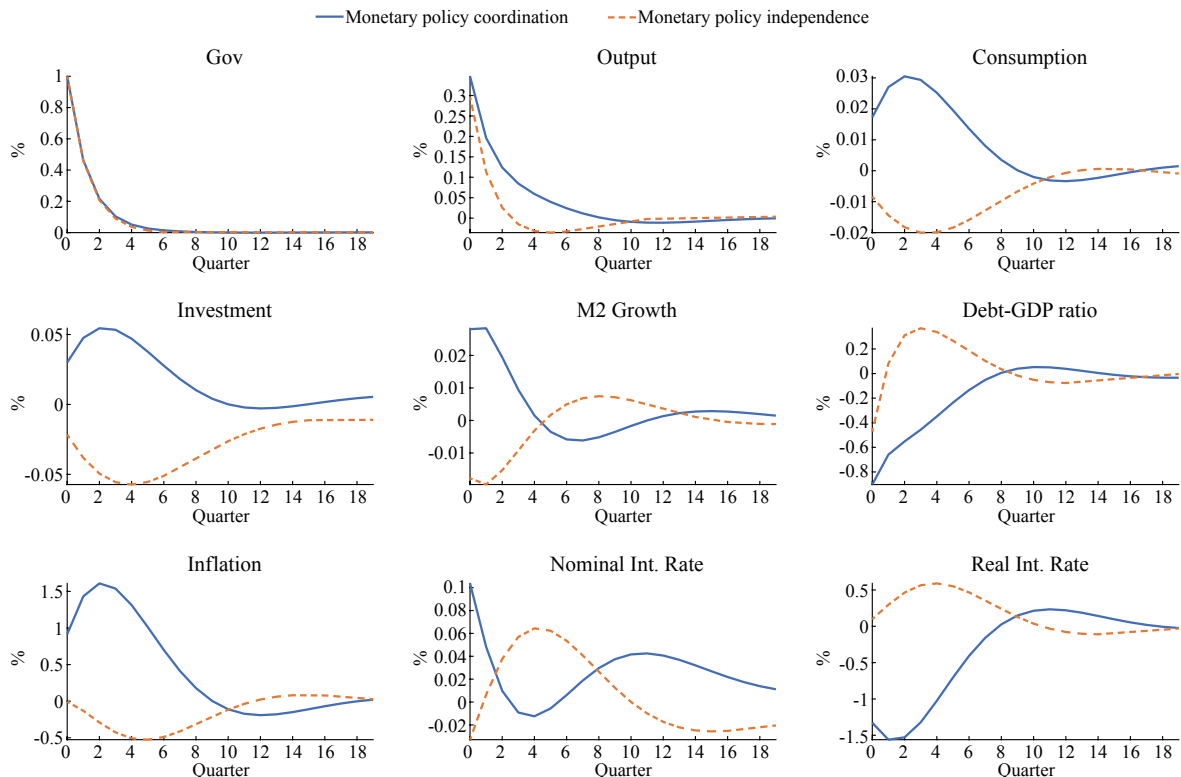 Monetary policy coordination Monetary policy independence
Gov
1
0.8
0.6
0.4
0.2
0
%
0 2 4 6 8 10 12 14 16 18
Quarter
Output
0.3
0.25
0.2
0.15
0.1
0.05
0
%
0 2 4 6 8 10 12 14 16 18
Quarter
Consumption
0.03
0.02
0.01
0
-0.01
-0.02
%
0 2 4 6 8 10 12 14 16 18
Quarter
Investment
0.05
0
-0.05
%
0 2 4 6 8 10 12 14 16 18
Quarter
M2 Growth
0.02
0.01
0
-0.01
%
0 2 4 6 8 10 12 14 16 18
Quarter
Debt-GDP ratio
0.2
0
-0.2
-0.4
-0.6
-0.8
%
0 2 4 6 8 10 12 14 16 18
Quarter
Inflation
1.5
1
0.5
0
-0.5
%
0 2 4 6 8 10 12 14 16 18
Quarter
Nominal Int. Rate
0.1
0.08
0.06
0.04
0.02
0
-0.02
%
0 2 4 6 8 10 12 14 16 18
Quarter
Real Int. Rate
0.5
0
-0.5
-1
-1.5
%
0 2 4 6 8 10 12 14 16 18
Quarter